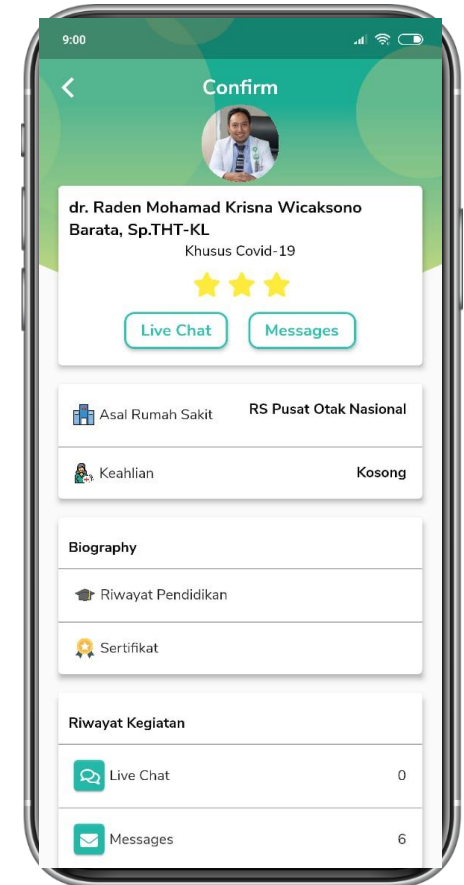 9:00
Confirm
dr. Raden Mohamad Krisna Wicaksono
Barata, Sp.THT-KL
Khusus Covid-19
Live Chat
Messages
Asal Rumah Sakit
RS Pusat Otak Nasional
Keahlian
Kosong
Biography
Riwayat Pendidikan
Sertifikat
Riwayat Kegiatan
Live Chat
0
Messages
6